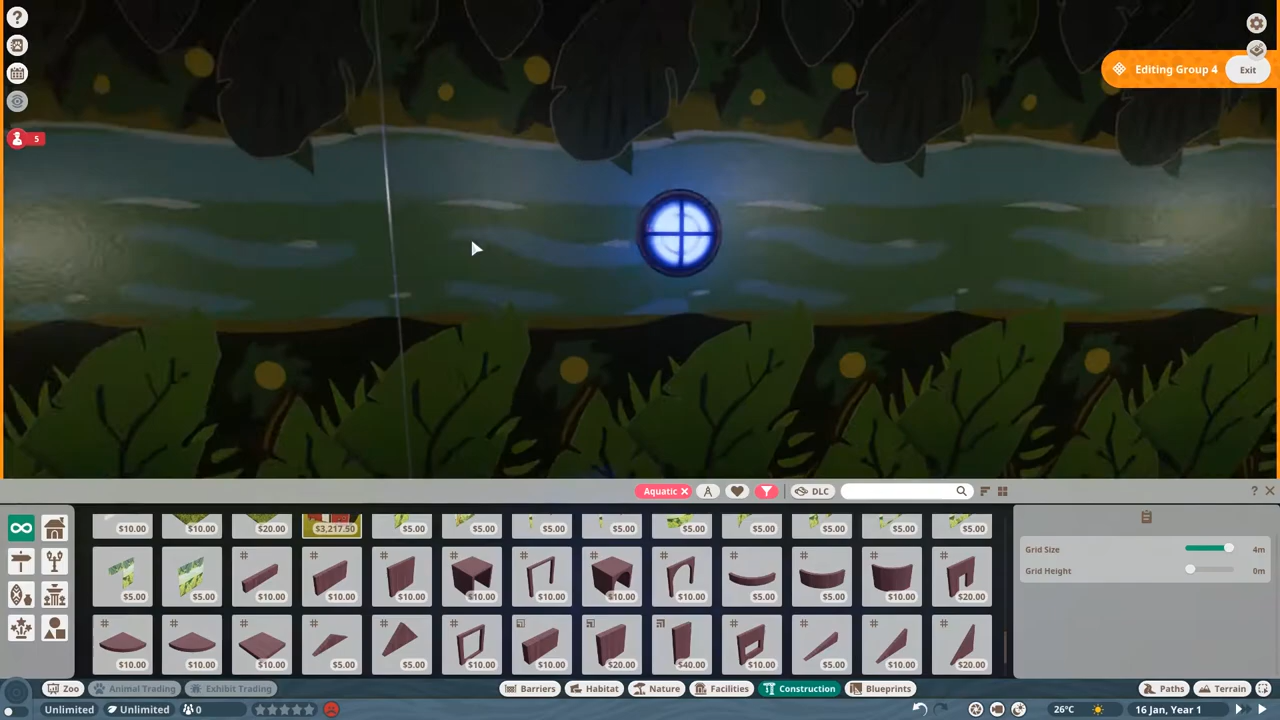 ?
Editing Group 4
Exit
5
Aquatic ×
DLC
? ×
$10.00 $10.00 $20.00 $3,217.50 $5.00 $5.00 $5.00 $5.00 $5.00 $5.00 $5.00 $5.00 $5.00
Grid Size 4m
Grid Height 0m
$5.00 $5.00 $10.00 $10.00 $10.00 $10.00 $10.00 $10.00 $10.00 $5.00 $5.00 $10.00 $20.00
$10.00 $10.00 $10.00 $5.00 $5.00 $10.00 $10.00 $20.00 $40.00 $10.00 $5.00 $10.00 $20.00
Zoo Animal Trading Exhibit Trading Barriers Habitat Nature Facilities Construction Blueprints Paths Terrain
Unlimited Unlimited 0 26°C 16 Jan, Year 1